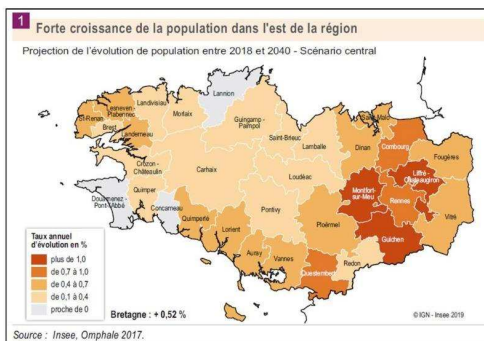 1 Forte croissance de la population dans l'est de la région
Projection de l'évolution de population entre 2018 et 2040 - Scénario central
Lannion
Lesneven-
Plabennec
Landivisiau
Morlaix
St-Renan
Brest
Landerneau
Guingamp -
Paimpol
Saint-Brieuc
Lamballe
Saint-Malo
Dinan
Combourg
Fougères
Crozon -
Châteaulin
Carhaix
Loudéac
Montfort-
sur-Meu
Liffré -
Châteaugiron
Rennes
Vitré
Douarnenez-
Pont-Abbé
Quimper
Concarneau
Quimperlé
Pontivy
Ploërmel
Guichen
Lorient
Auray
Vannes
Questembert
Redon
Taux annuel
d'évolution en %
plus de 1,0
de 0,7 à 1,0
de 0,4 à 0,7
de 0,1 à 0,4
proche de 0
Bretagne : + 0,52 %
© IGN - Insee 2019
Source : Insee, Omphale 2017.